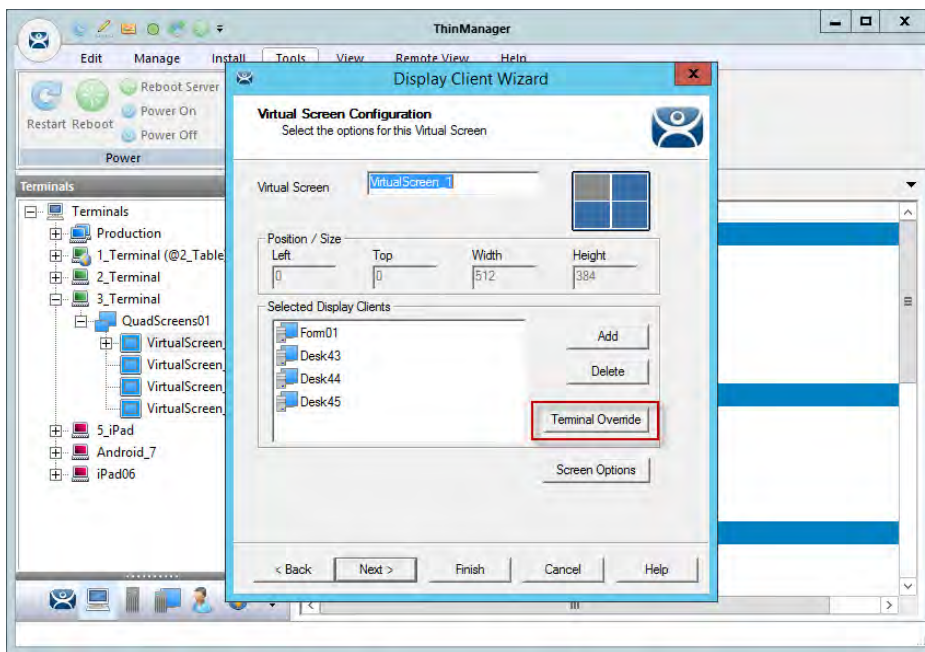 ThinManager
Edit Manage Install Tools View Remote View Help
Restart Reboot
Reboot Server
Power On
Power Off
Power
Terminals
Terminals
Production
1_Terminal (@2_Table
2_Terminal
3_Terminal
QuadScreens01
VirtualScreen_
VirtualScreen_
VirtualScreen_
VirtualScreen_
5_iPad
Android_7
iPad06
Display Client Wizard
x
Virtual Screen Configuration
Select the options for this Virtual Screen
Virtual Screen VirtualScreen_1
Position / Size
Left Top Width Height
0 0 512 384
Selected Display Clients
Form01
Desk43
Desk44
Desk45
Add
Delete
Terminal Override
Screen Options
< Back Next > Finish Cancel Help